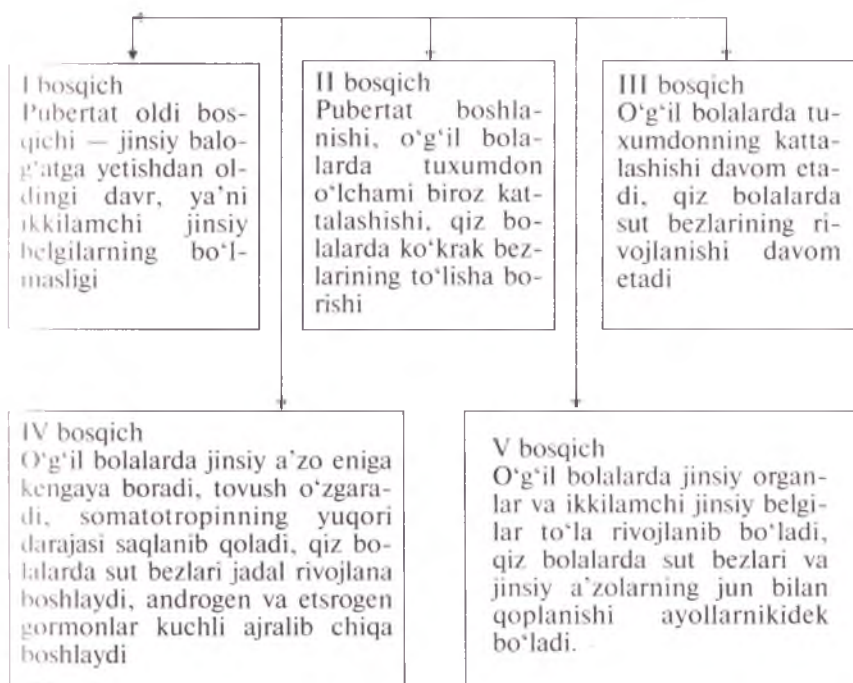 I bosqich
Pubertat oldi bos-
qichi — jinsiy balo-
g‘atga yetishdan ol-
dingi davr, ya’ni
ikkilamchi jinsiy
belgilarning bo‘l-
masligi
II bosqich
Pubertat boshla-
nishi, o‘g‘il bola-
larda tuxumdon
o‘lchami biroz kat-
talashishi, qiz bo-
lalarda ko‘krak bez-
larining to‘lisha bo-
rishi
III bosqich
O‘g‘il bolalarda tu-
xumdonning katta-
lashishi davom eta-
di, qiz bolalarda
sut bezlarining ri-
vojlanishi davom
etadi
IV bosqich
O‘g‘il bolalarda jinsiy a’zo eniga
kengaya boradi, tovush o‘zgara-
di, somatotropinning yuqori
darajasi saqlanib qoladi, qiz bo-
lalarda sut bezlari jadal rivojlana
boshlaydi, androgen va etsrogen
gormonlar kuchli ajralib chiqa
boshlaydi
V bosqich
O‘g‘il bolalarda jinsiy organ-
lar va ikkilamchi jinsiy belgi-
lar to‘la rivojlanib bo‘ladi,
qiz bolalarda sut bezlari va
jinsiy a’zolarning jun bilan
qoplanishi ayollarnikidek
bo‘ladi.